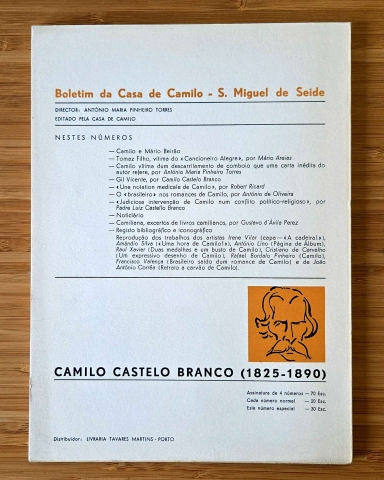 Boletim da Casa de Camilo - S. Miguel de Seide
DIRECTOR: ANTÓNIO MARIA PINHEIRO TORRES
EDITADO PELA CASA DE CAMILO
NESTES NÚMEROS
— Camilo e Mário Beirão
— Tomaz Filho, vítima do «Cancioneiro Alegre», por Mário Areias
— Camilo vítima dum descarrilamento de comboio que uma carta inédita do
autor refere, por António Maria Pinheiro Torres
— Gil Vicente, por Camilo Castelo Branco
— «Une notation médicale de Camilo», por Robert Ricard
— O «brasileiro» nos romances de Camilo, por António de Oliveira
— «Judiciosa intervenção de Camilo num conflito político-religioso», por
Padre Luiz Castello Branco
— Noticiário
— Camiliana, excertos de livros camilianos, por Gustavo d'Ávila Perez
— Registo bibliográfico e iconográfico
Reprodução dos trabalhos dos artistas Irene Vilar (capa—«A cadeira»),
Amândio Silva («Uma hora de Camilo!»), António Lino (Página de Álbum),
Raul Xavier (Duas medalhas e um busto de Camilo), Cristiano de Carvalho
(Um expressivo desenho de Camilo), Rafael Bordalo Pinheiro (Camilo),
Francisco Valença (Brasileiro saído dum romance de Camilo) e de João
António Corrêa (Retrato a carvão de Camilo).
CAMILO CASTELO BRANCO (1825-1890)
Assinatura de 4 números — 70 Esc.
Cada número normal — 20 Esc.
Este número especial — 30 Esc.
Distribuidor: LIVRARIA TAVARES MARTINS - PORTO